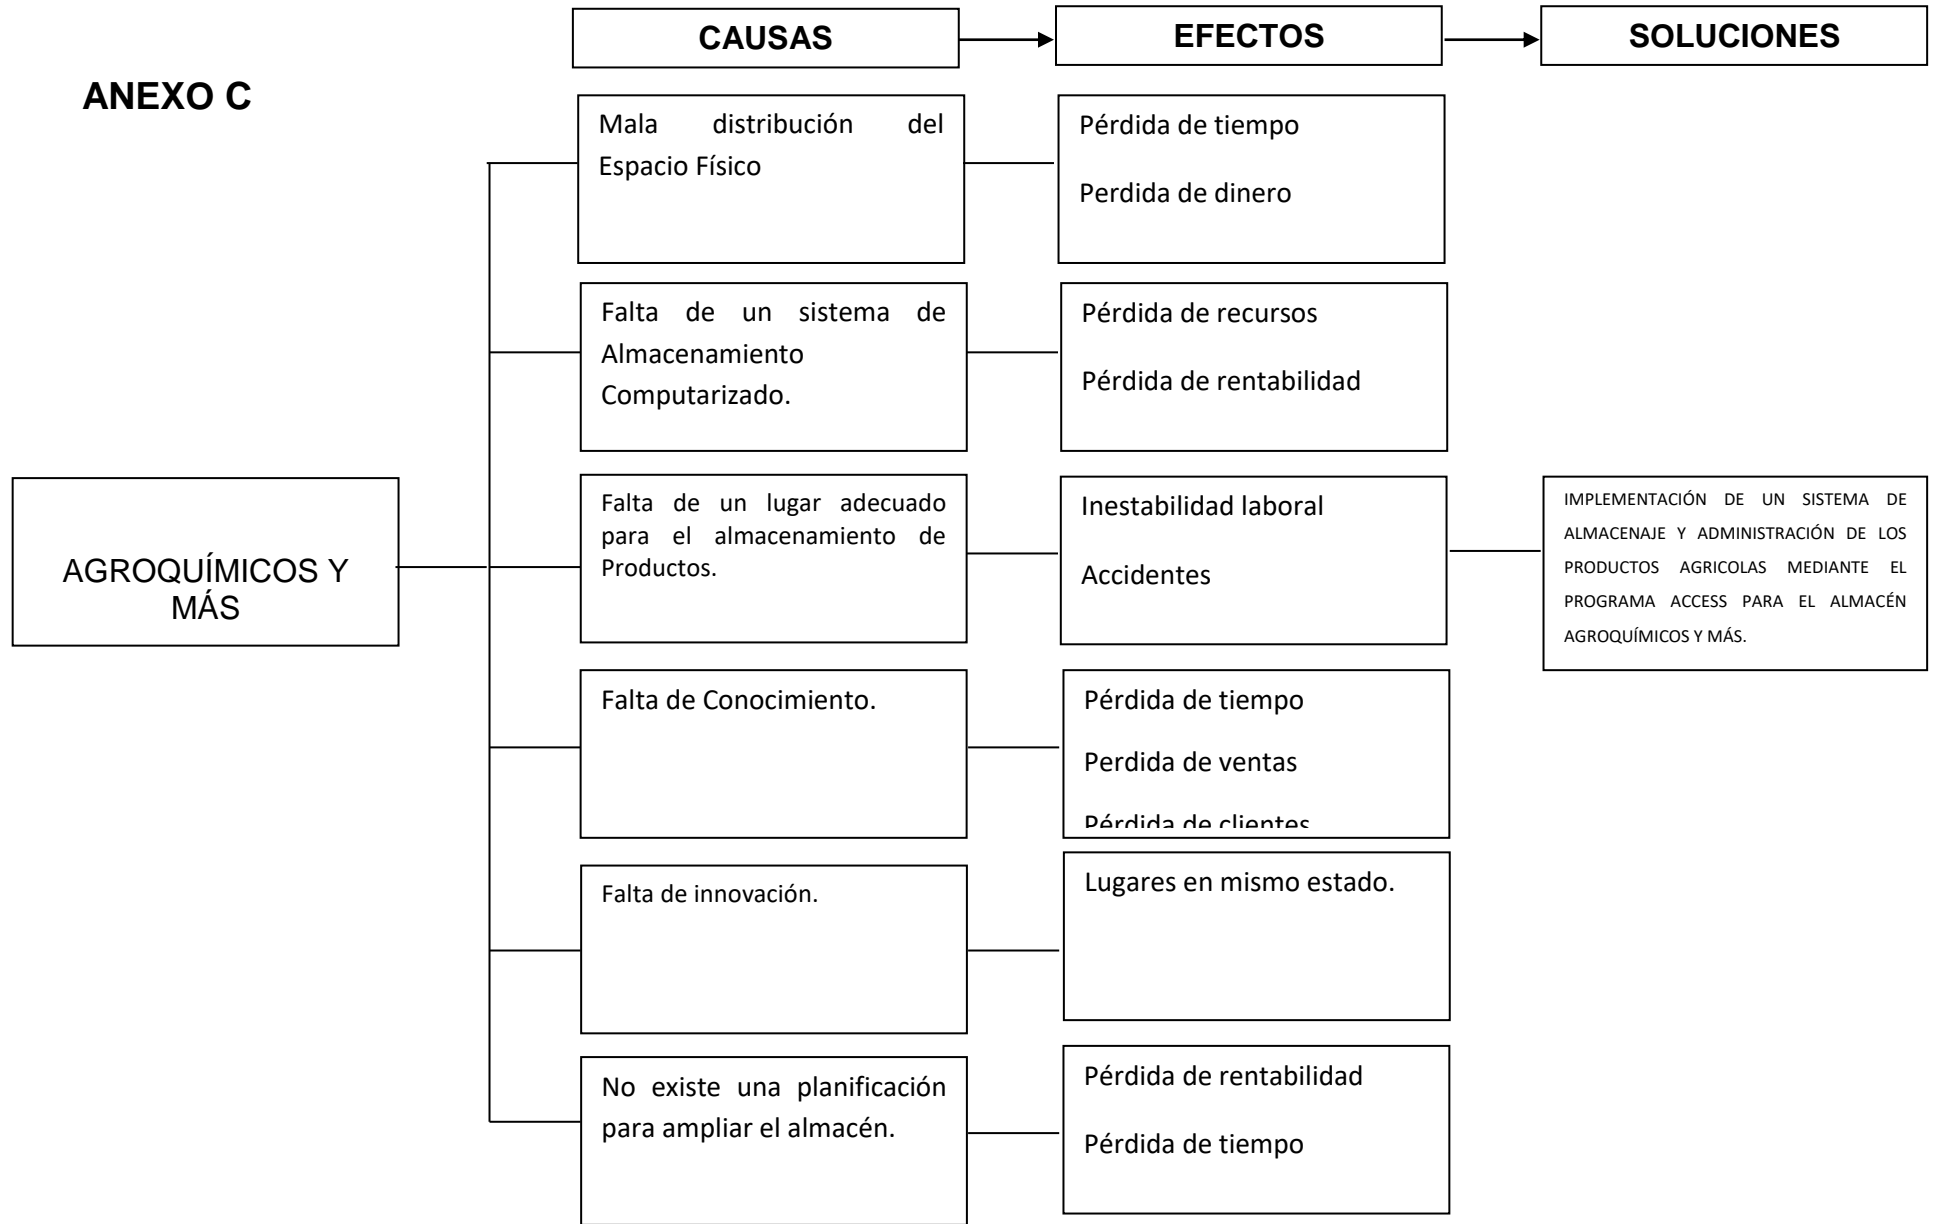 CAUSAS
EFECTOS
SOLUCIONES
ANEXO C
Mala distribución del
Espacio Físico
Pérdida de tiempo
Perdida de dinero
Falta de un sistema de
Almacenamiento
Computarizado.
Pérdida de recursos
Pérdida de rentabilidad
AGROQUÍMICOS Y
MÁS
Falta de un lugar adecuado
para el almacenamiento de
Productos.
Inestabilidad laboral
Accidentes
IMPLEMENTACIÓN DE UN SISTEMA DE
ALMACENAJE Y ADMINISTRACIÓN DE LOS
PRODUCTOS AGRICOLAS MEDIANTE EL
PROGRAMA ACCESS PARA EL ALMACÉN
AGROQUÍMICOS Y MÁS.
Falta de Conocimiento.
Pérdida de tiempo
Perdida de ventas
Pérdida de clientes
Falta de innovación.
Lugares en mismo estado.
No existe una planificación
para ampliar el almacén.
Pérdida de rentabilidad
Pérdida de tiempo